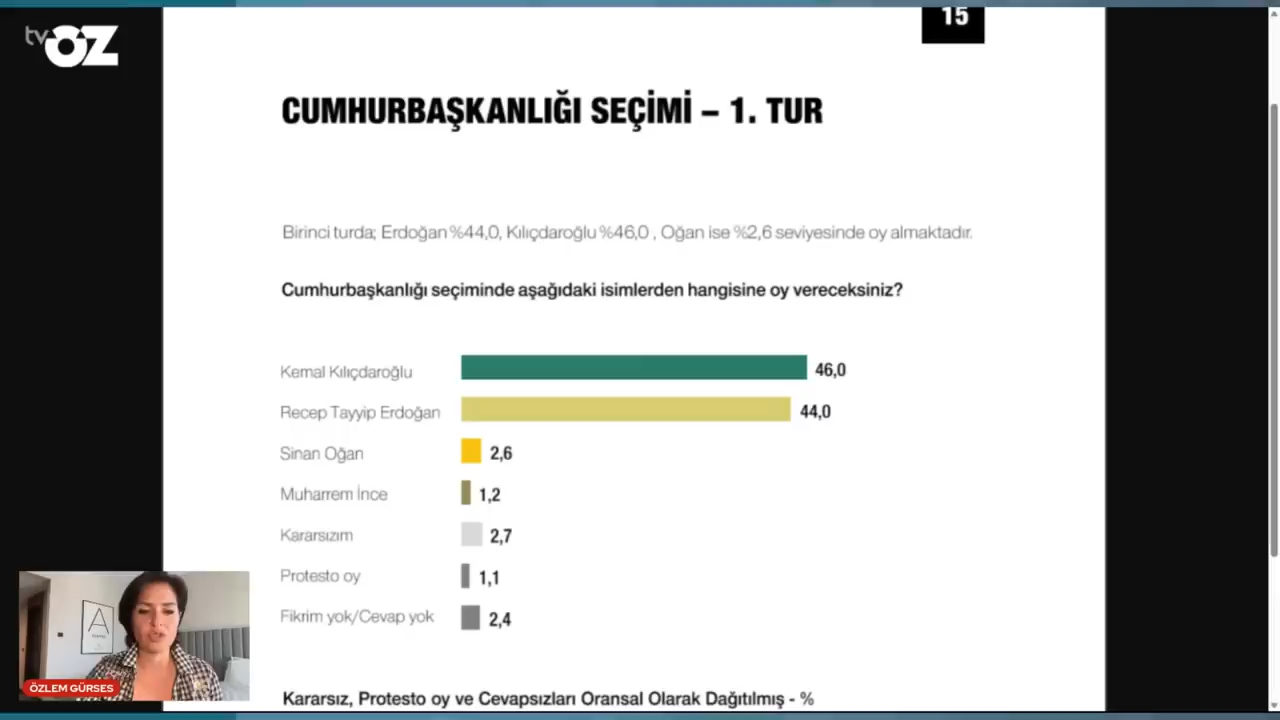 tv ÖZ
15
CUMHURBAŞKANLIĞI SEÇİMİ – 1. TUR
Birinci turda; Erdoğan %44,0, Kılıçdaroğlu %46,0 , Oğan ise %2,6 seviyesinde oy almaktadır.
Cumhurbaşkanlığı seçiminde aşağıdaki isimlerden hangisine oy vereceksiniz?
Kemal Kılıçdaroğlu 46,0
Recep Tayyip Erdoğan 44,0
Sinan Oğan 2,6
Muharrem İnce 1,2
Kararsızım 2,7
Protesto oy 1,1
Fikrim yok/Cevap yok 2,4
A
ÖZLEM GÜRSES
Kararsız, Protesto oy ve Cevapsızları Oransal Olarak Dağıtılmış - %